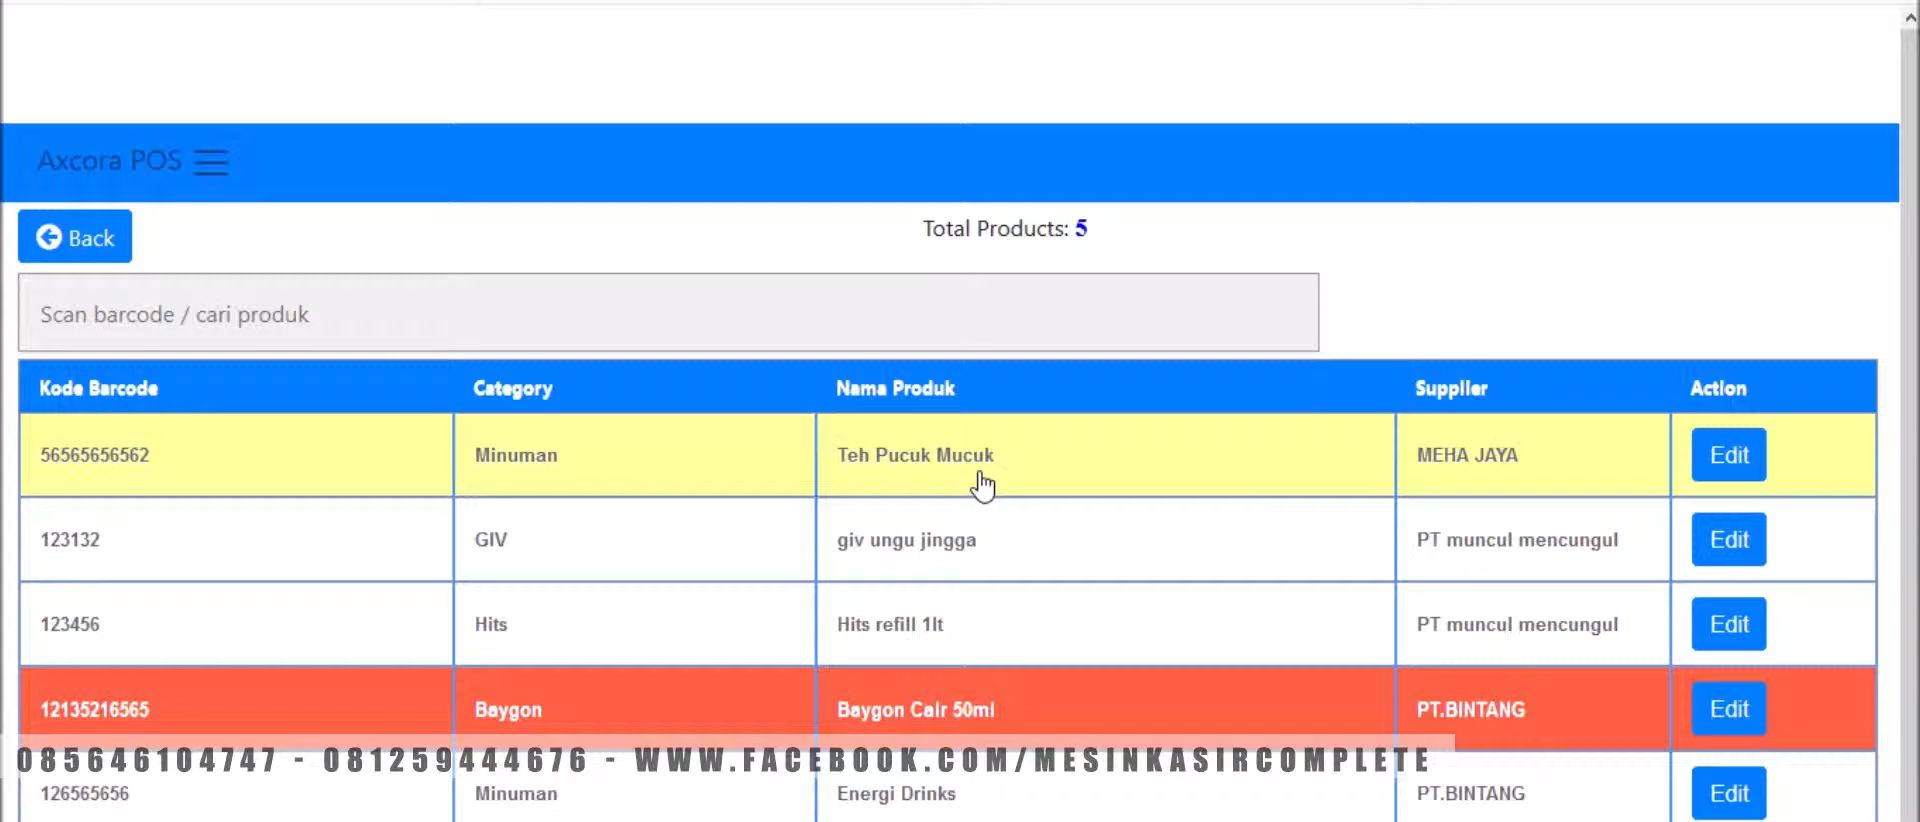 Axcora POS
Back
Total Products: 5
Scan barcode / cari produk
Kode Barcode Category Nama Produk Supplier Action
56565656562 Minuman Teh Pucuk Mucuk MEHA JAYA Edit
123132 GIV giv ungu jingga PT muncul mencungul Edit
123456 Hits Hits refill 1lt PT muncul mencungul Edit
12135216565 Baygon Baygon Cair 50ml PT.BINTANG Edit
085646104747 - 081259444676 - WWW.FACEBOOK.COM/MESINKASIRCOMPLETE
126565656 Minuman Energi Drinks PT.BINTANG Edit